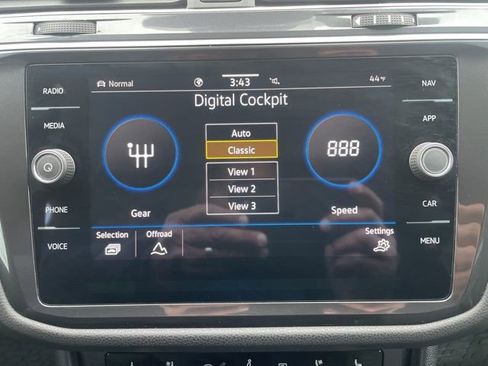 RADIO
MEDIA
PHONE
VOICE
Normal
3:43
44°F
Digital Cockpit
Auto
Classic
View 1
View 2
View 3
888
Gear
Speed
Selection
Offroad
Settings
NAV
APP
CAR
MENU